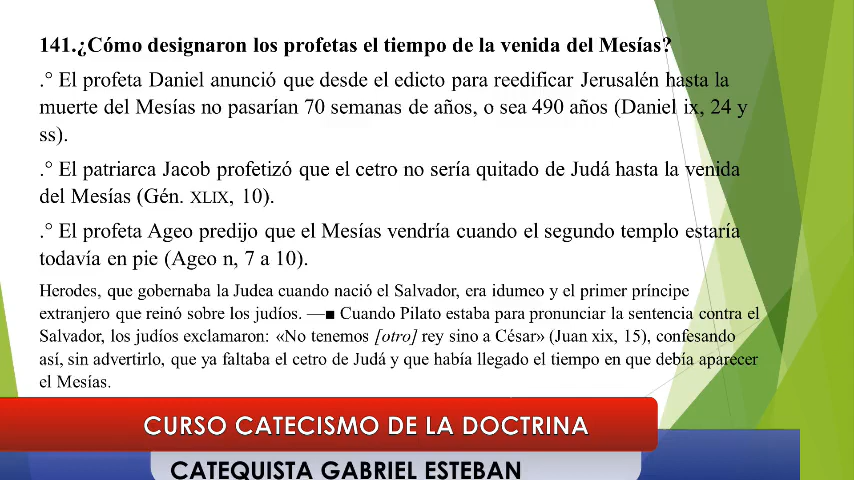 141.¿Cómo designaron los profetas el tiempo de la venida del Mesías?
.° El profeta Daniel anunció que desde el edicto para reedificar Jerusalén hasta la
muerte del Mesías no pasarían 70 semanas de años, o sea 490 años (Daniel ix, 24 y
ss).
.° El patriarca Jacob profetizó que el cetro no sería quitado de Judá hasta la venida
del Mesías (Gén. XLIX, 10).
.° El profeta Ageo predijo que el Mesías vendría cuando el segundo templo estaría
todavía en pie (Ageo n, 7 a 10).
Herodes, que gobernaba la Judea cuando nació el Salvador, era idumeo y el primer príncipe
extranjero que reinó sobre los judíos. —■ Cuando Pilato estaba para pronunciar la sentencia contra el
Salvador, los judíos exclamaron: «No tenemos [otro] rey sino a César» (Juan xix, 15), confesando
así, sin advertirlo, que ya faltaba el cetro de Judá y que había llegado el tiempo en que debía aparecer
el Mesías.
CURSO CATECISMO DE LA DOCTRINA
CATEQUISTA GABRIEL ESTEBAN